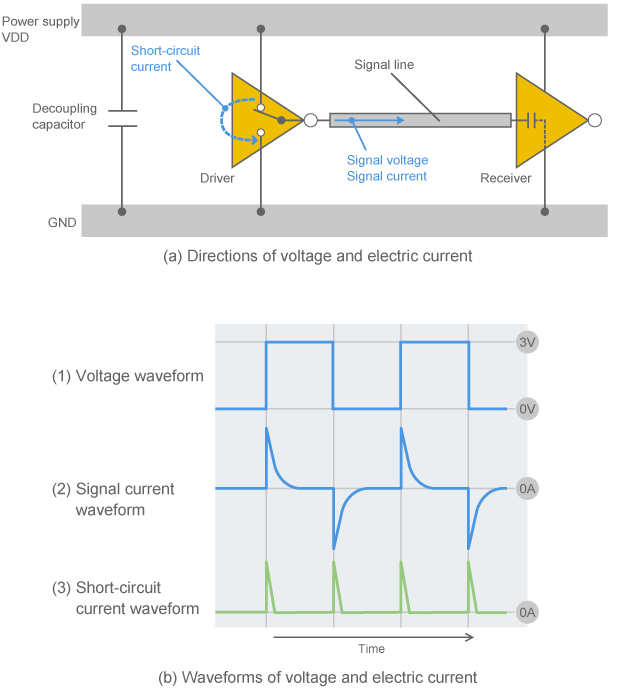 Power supply
VDD
Short-circuit
current
Signal line
Decoupling
capacitor
Signal voltage
Signal current
Driver
Receiver
GND
(a) Directions of voltage and electric current
3V
(1) Voltage waveform
0V
(2) Signal current
waveform
0A
(3) Short-circuit
current waveform
0A
Time
(b) Waveforms of voltage and electric current